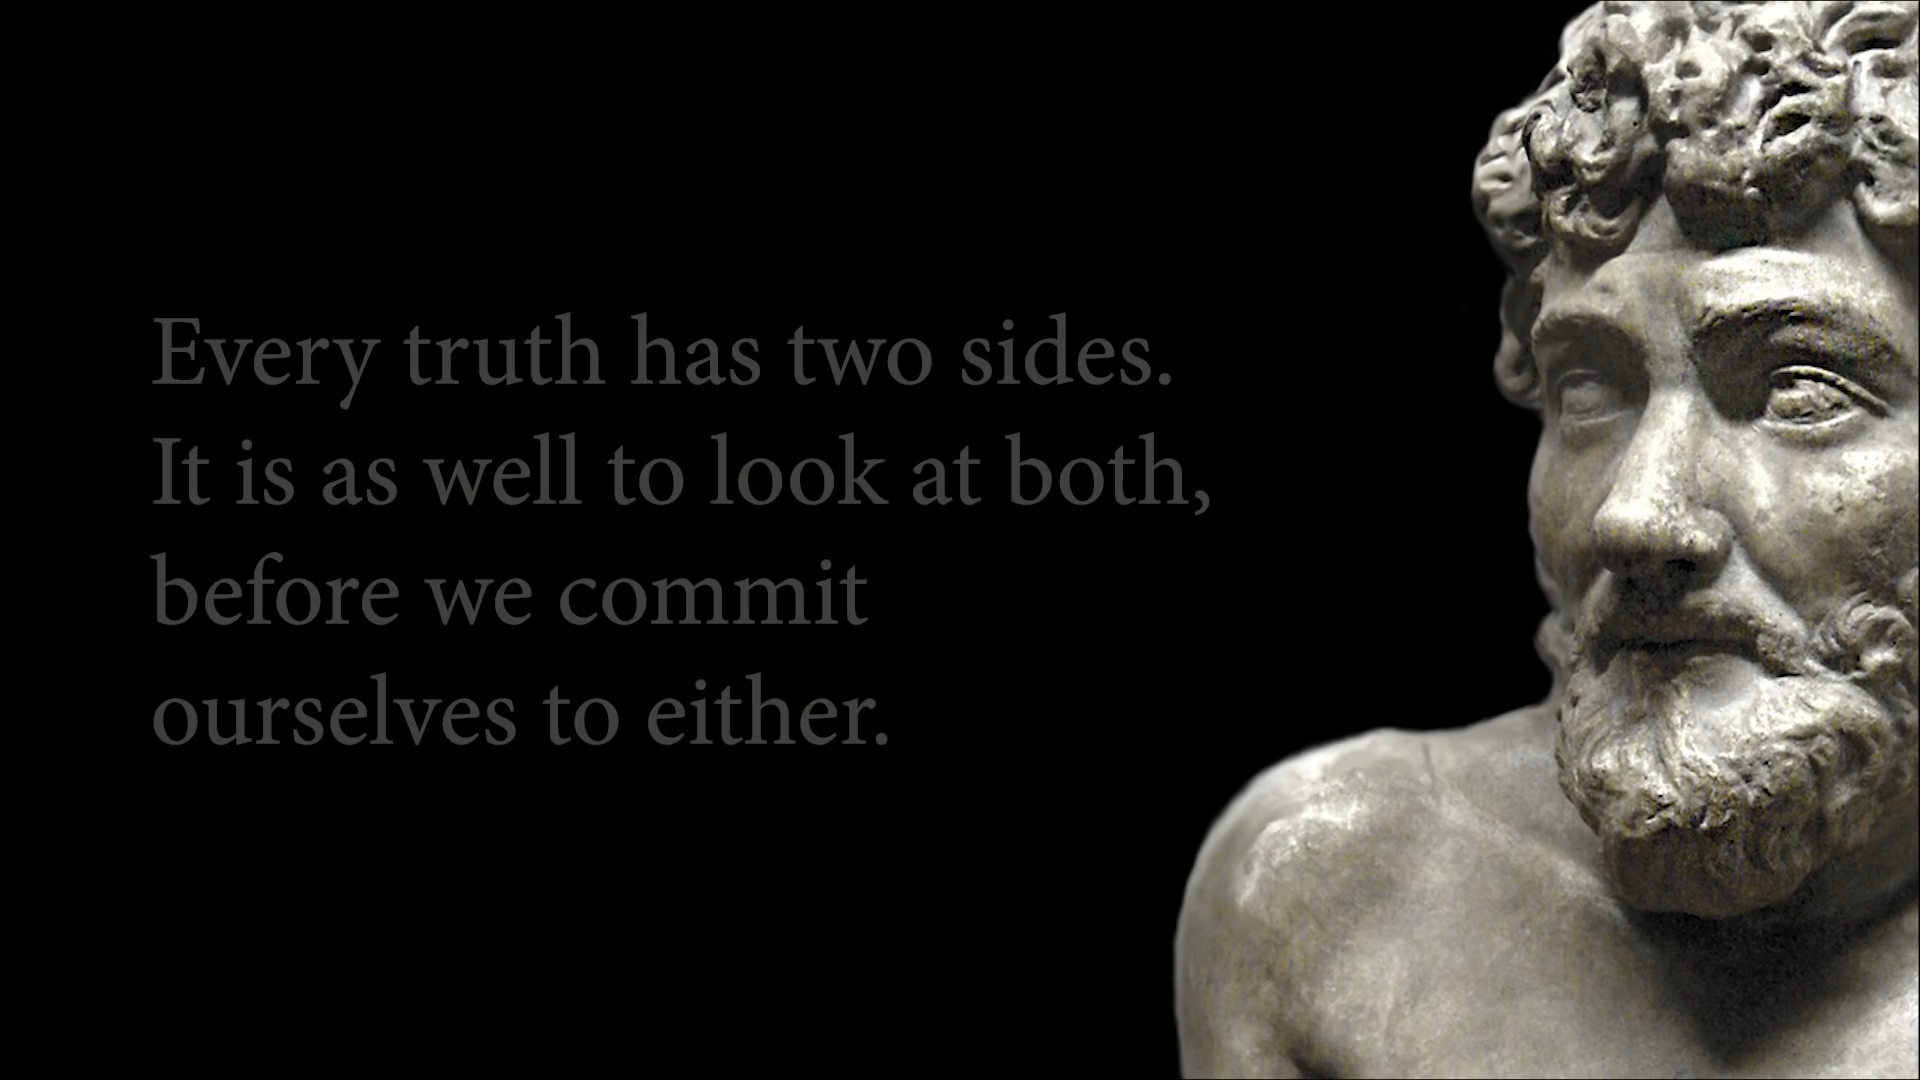 Every truth has two sides.
It is as well to look at both,
before we commit
ourselves to either.